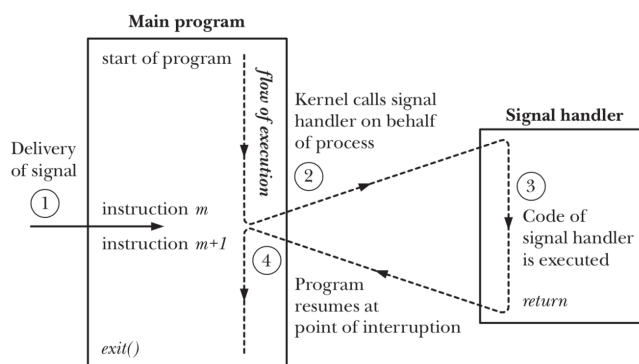 Main program
start of program
flow of execution
Kernel calls signal
handler on behalf
of process
2
Signal handler
Delivery
of signal
1
3
instruction m
instruction m+1
Code of
signal handler
is executed
4
Program
resumes at
point of interruption
return
exit()